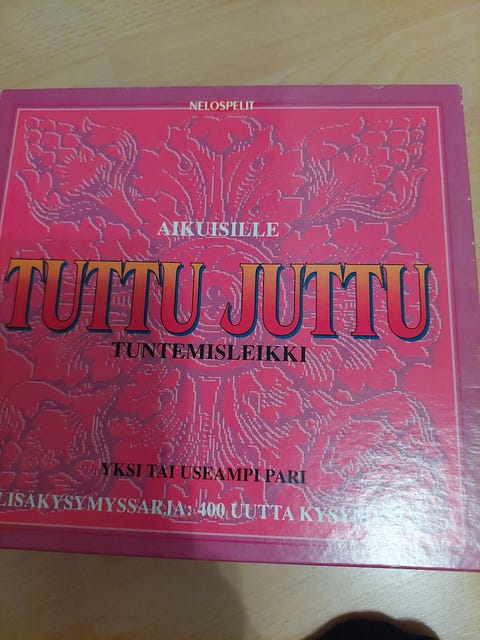 NELOSPELIT
AIKUISILLE
TUTTU JUTTU
TUNTEMISLEIKKI
YKSI TAI USEAMPI PARI
LISÄKYSYMYSSARJA: 400 UUTTA